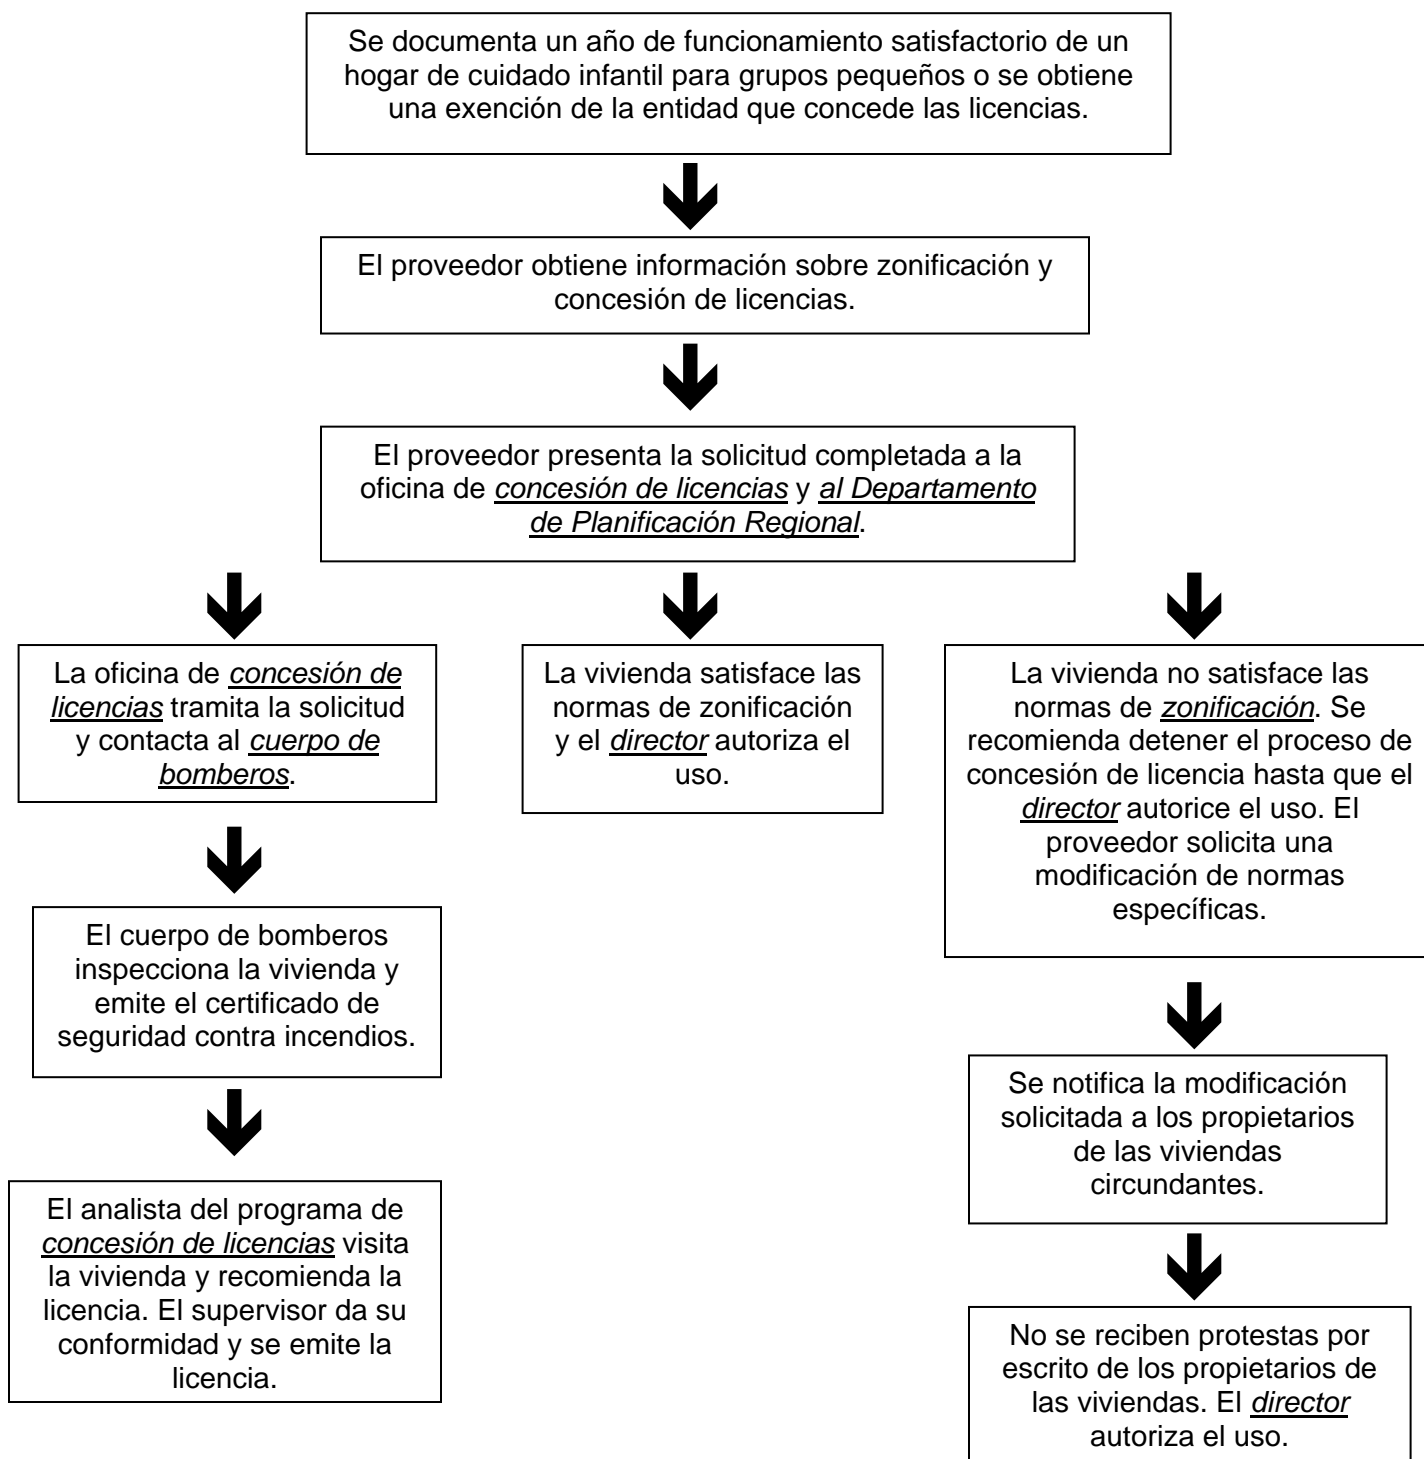 Se documenta un año de funcionamiento satisfactorio de un
hogar de cuidado infantil para grupos pequeños o se obtiene
una exención de la entidad que concede las licencias.
El proveedor obtiene información sobre zonificación y
concesión de licencias.
El proveedor presenta la solicitud completada a la
oficina de concesión de licencias y al Departamento
de Planificación Regional.
La oficina de concesión de
licencias tramita la solicitud
y contacta al cuerpo de
bomberos.
El cuerpo de bomberos
inspecciona la vivienda y
emite el certificado de
seguridad contra incendios.
El analista del programa de
concesión de licencias visita
la vivienda y recomienda la
licencia. El supervisor da su
conformidad y se emite la
licencia.
La vivienda satisface las
normas de zonificación
y el director autoriza el
uso.
La vivienda no satisface las
normas de zonificación. Se
recomienda detener el proceso de
concesión de licencia hasta que el
director autorice el uso. El
proveedor solicita una
modificación de normas
específicas.
Se notifica la modificación
solicitada a los propietarios
de las viviendas
circundantes.
No se reciben protestas por
escrito de los propietarios de
las viviendas. El director
autoriza el uso.